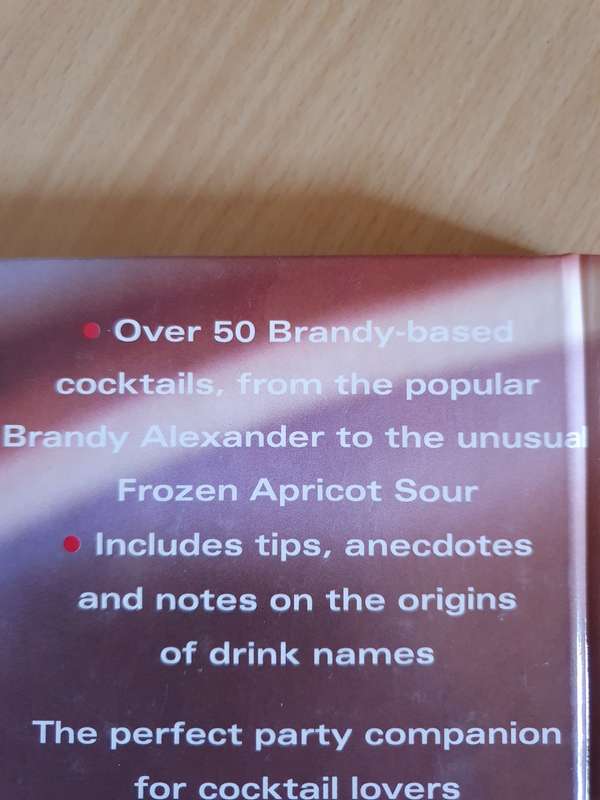 • Over 50 Brandy-based
cocktails, from the popular
Brandy Alexander to the unusual
Frozen Apricot Sour
• Includes tips, anecdotes
and notes on the origins
of drink names
The perfect party companion
for cocktail lovers